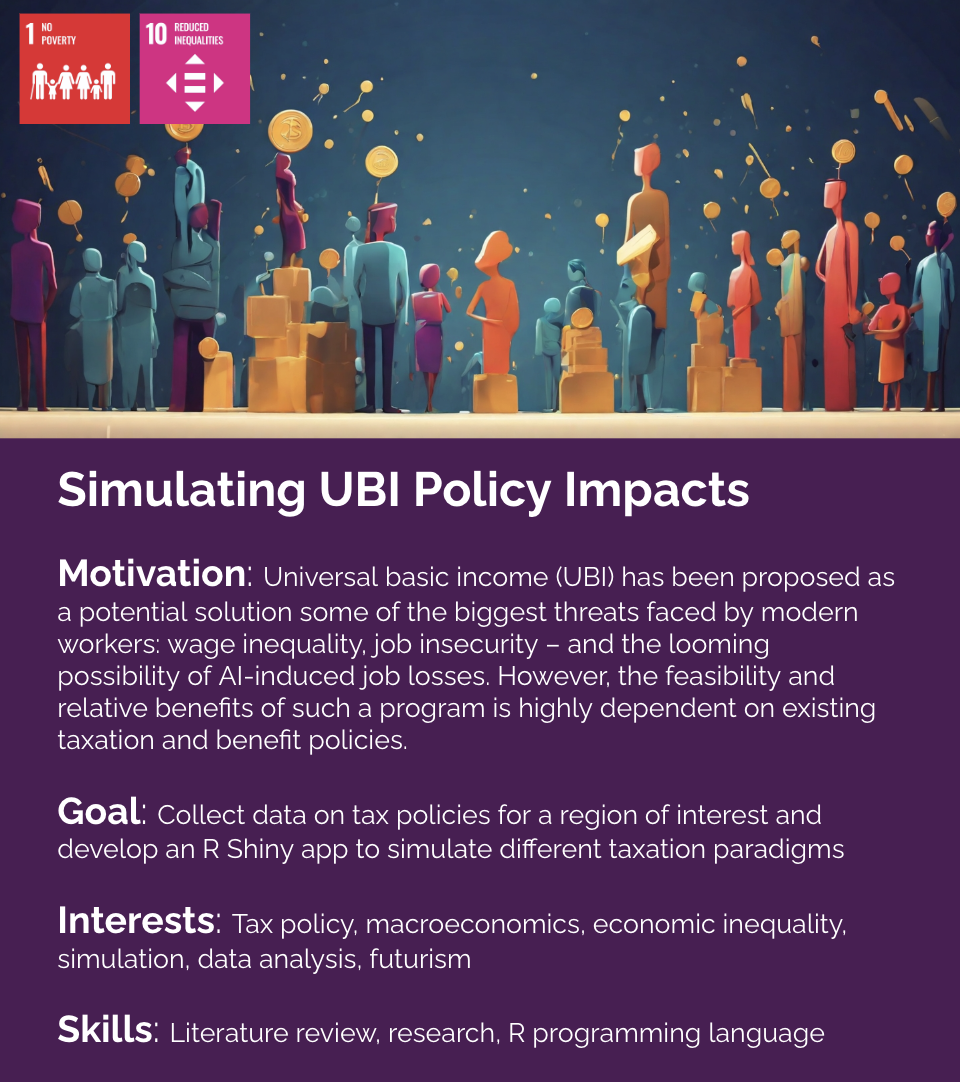 1 NO
POVERTY
10 REDUCED
INEQUALITIES
Simulating UBI Policy Impacts
Motivation: Universal basic income (UBI) has been proposed as
a potential solution some of the biggest threats faced by modern
workers: wage inequality, job insecurity – and the looming
possibility of AI-induced job losses. However, the feasibility and
relative benefits of such a program is highly dependent on existing
taxation and benefit policies.
Goal: Collect data on tax policies for a region of interest and
develop an R Shiny app to simulate different taxation paradigms
Interests: Tax policy, macroeconomics, economic inequality,
simulation, data analysis, futurism
Skills: Literature review, research, R programming language